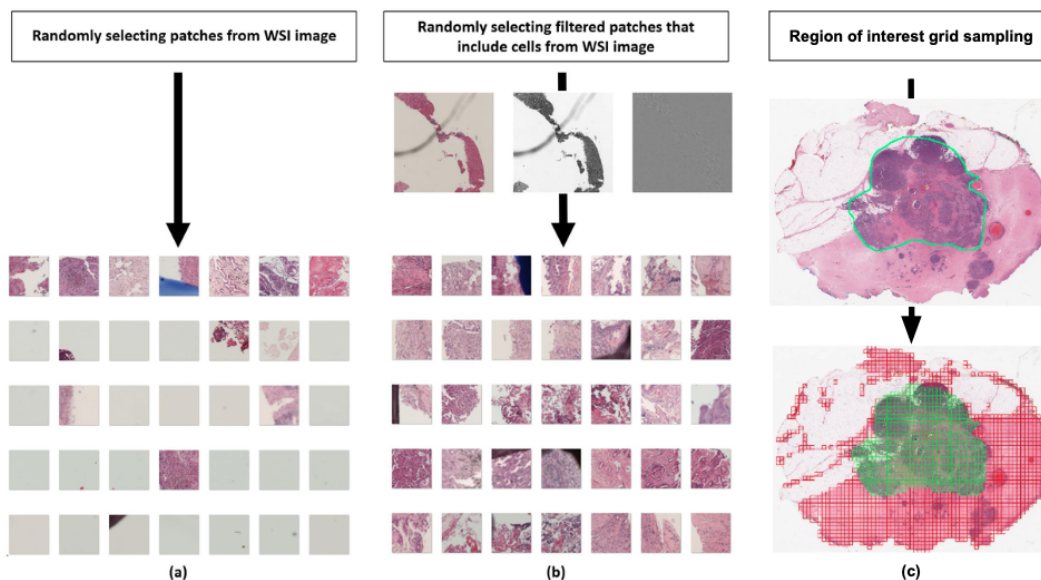 Randomly selecting patches from WSI image
Randomly selecting filtered patches that
include cells from WSI image
Region of interest grid sampling
(a)
(b)
(c)